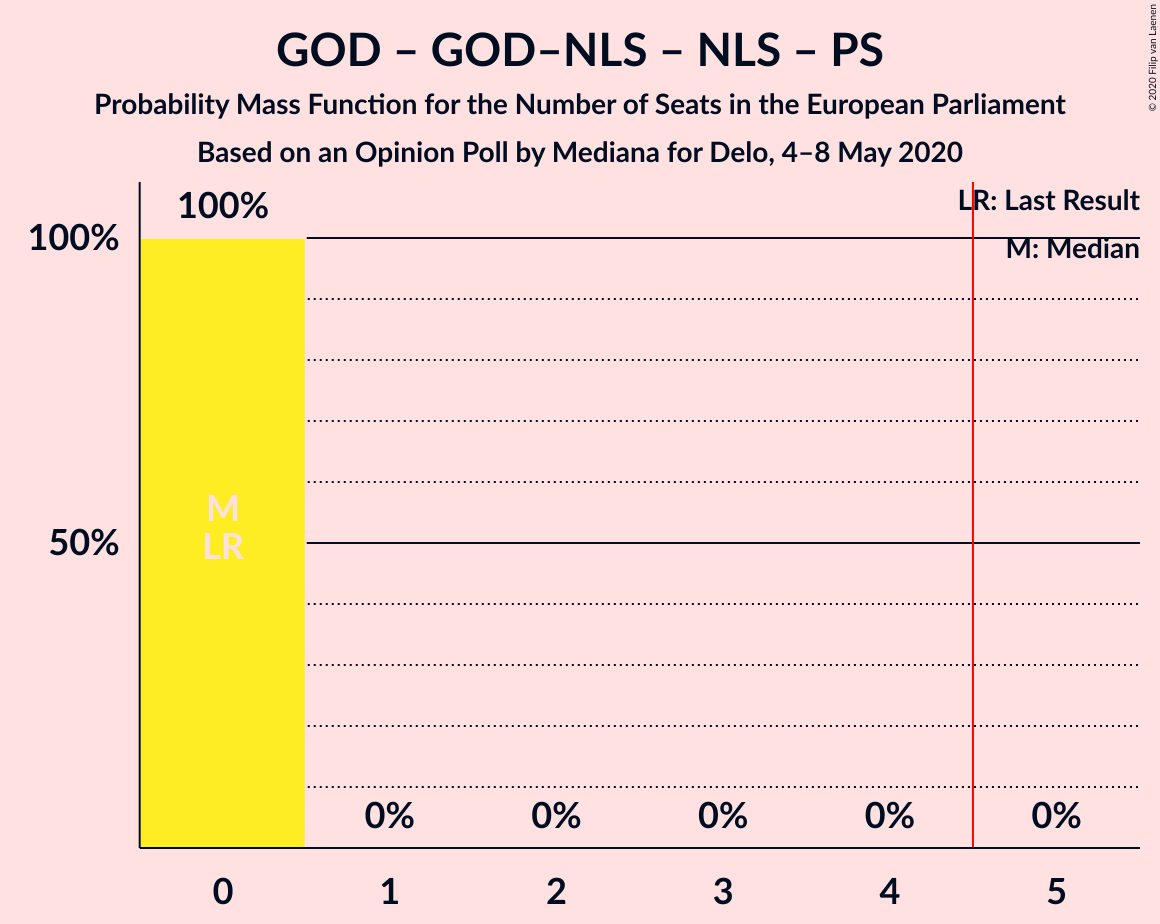 GOD – GOD–NLS – NLS – PS
Probability Mass Function for the Number of Seats in the European Parliament
Based on an Opinion Poll by Mediana for Delo, 4–8 May 2020
© 2020 Filip van Laenen
LR: Last Result
M: Median
100%
100%
50%
M
LR
0% 0% 0% 0% 0%
0 1 2 3 4 5